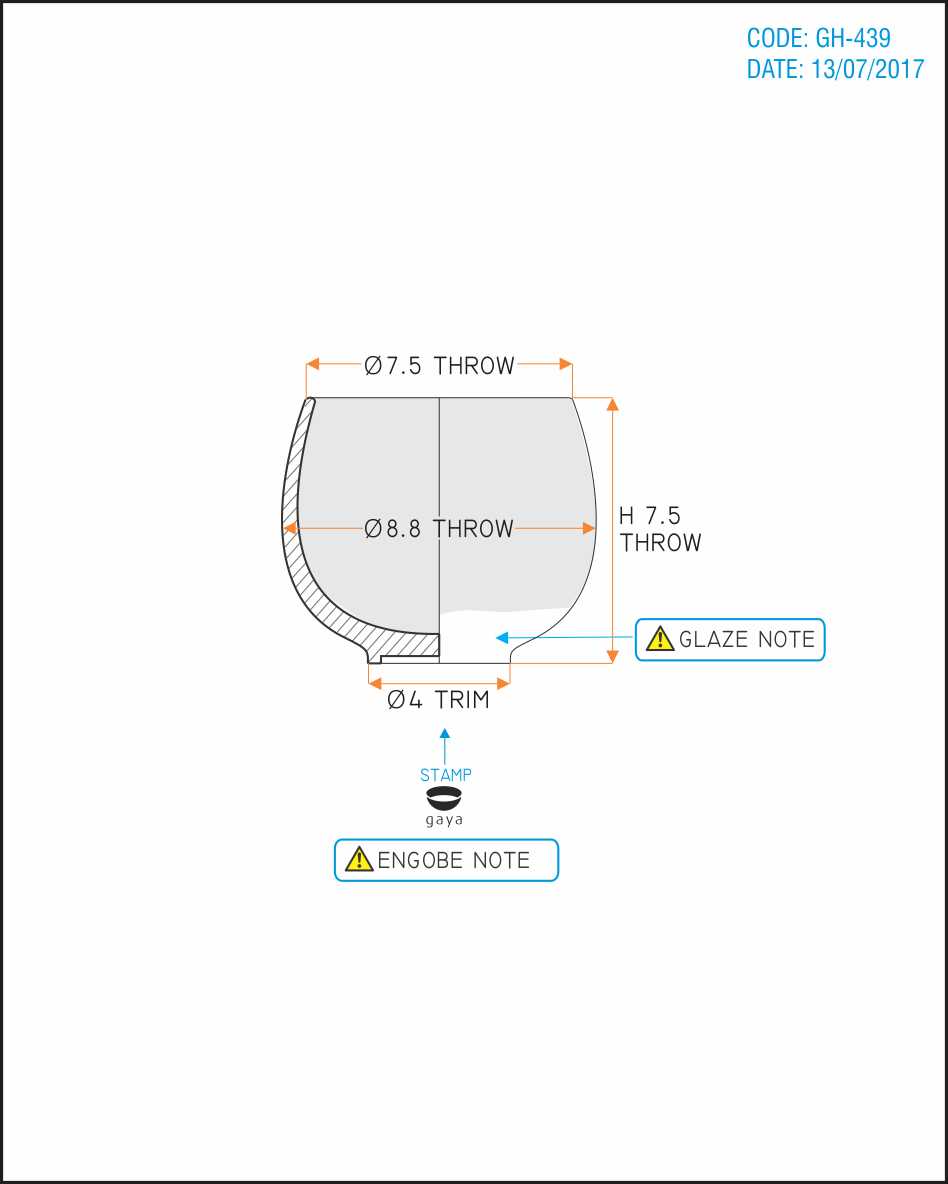 CODE: GH-439
DATE: 13/07/2017
Ø7.5 THROW
Ø8.8 THROW
H 7.5
THROW
GLAZE NOTE
Ø4 TRIM
STAMP
gaya
ENGOBE NOTE